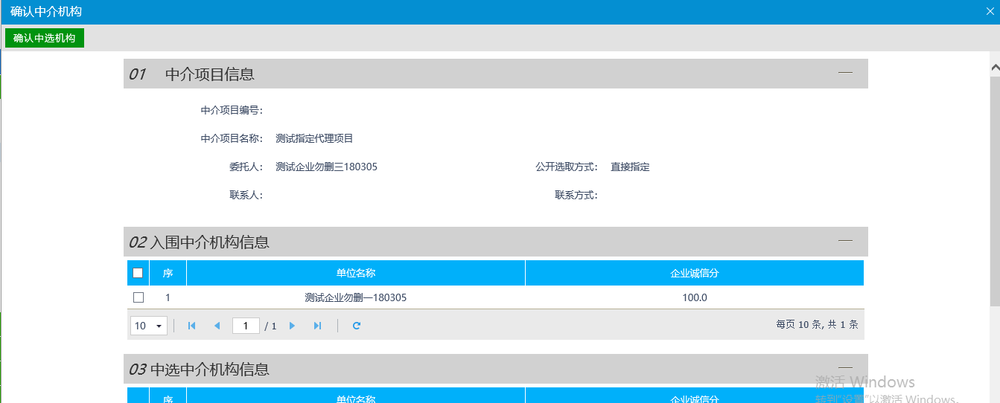 确认中介机构
确认中选机构
01 中介项目信息
中介项目编号：
中介项目名称： 测试指定代理项目
委托人： 测试企业勿删三180305 公开选取方式： 直接指定
联系人： 联系方式：
02 入围中介机构信息
序 单位名称 企业诚信分
1 测试企业勿删一180305 100.0
10 1 / 1 每页 10 条, 共 1 条
03 中选中介机构信息
激活 Windows
序 单位名称 企业诚信分
转到"设置"以激活 Windows。